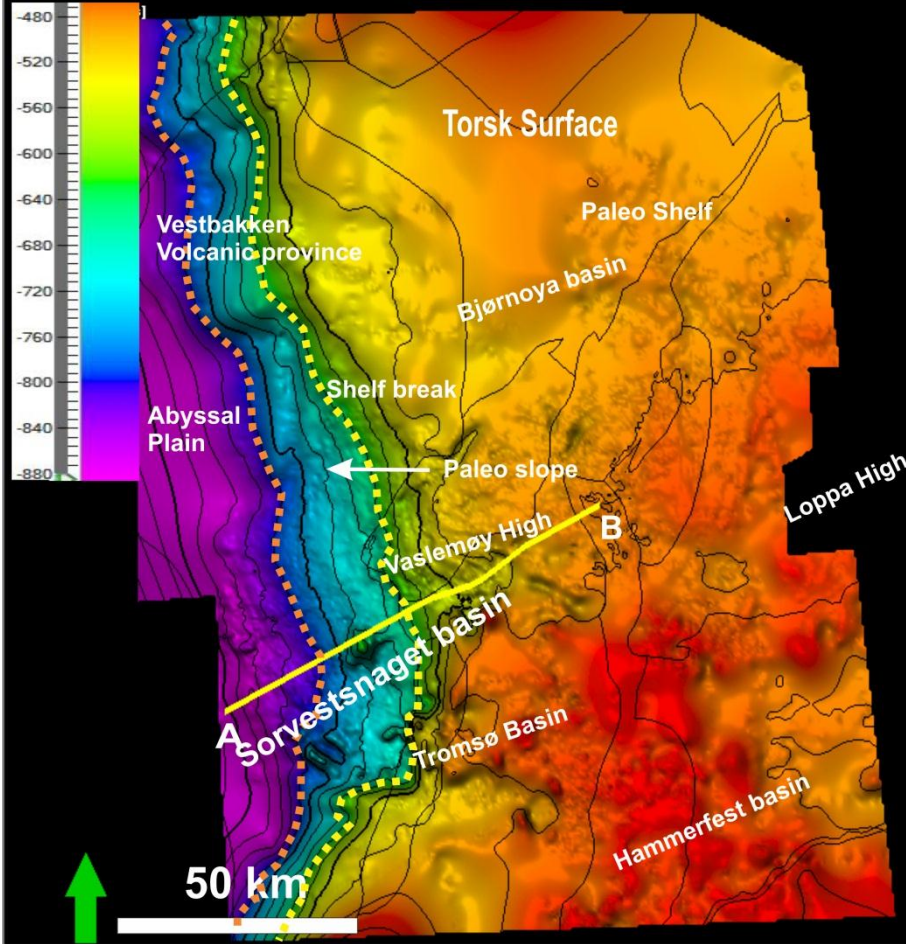 ]
-480
-520
-560
-600
-640
-680
-720
-760
-800
-840
-880
Torsk Surface
Paleo Shelf
Vestbakken
Volcanic province
Bjørnoya basin
Shelf break
Abyssal
Plain
Paleo slope
Loppa High
B
Vaslemøy High
Sorvestsnaget basin
A
Tromsø Basin
Hammerfest basin
50 km